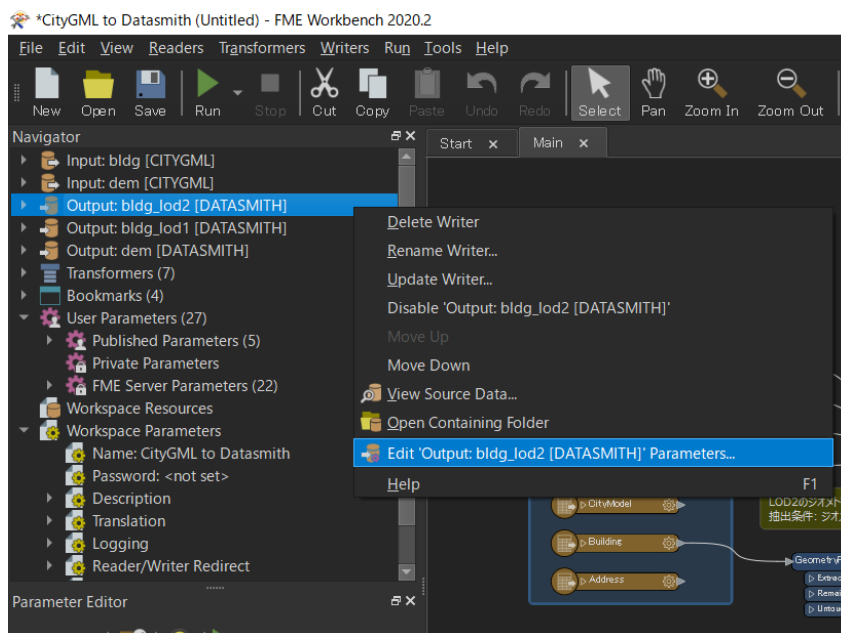 *CityGML to Datasmith (Untitled) - FME Workbench 2020.2
File Edit View Readers Transformers Writers Run Tools Help
New Open Save Run Stop Cut Copy Paste Undo Redo Select Pan Zoom In Zoom Out
Navigator
Start Main
Input: bldg [CITYGML]
Input: dem [CITYGML]
Output: bldg_lod2 [DATASMITH]
Output: bldg_lod1 [DATASMITH]
Output: dem [DATASMITH]
Transformers (7)
Bookmarks (4)
User Parameters (27)
Published Parameters (5)
Private Parameters
FME Server Parameters (22)
Workspace Resources
Workspace Parameters
Name: CityGML to Datasmith
Password: <not set>
Description
Translation
Logging
Reader/Writer Redirect
Parameter Editor
Delete Writer
Rename Writer...
Update Writer...
Disable 'Output: bldg_lod2 [DATASMITH]'
Move Up
Move Down
View Source Data...
Open Containing Folder
Edit 'Output: bldg_lod2 [DATASMITH]' Parameters...
Help F1
CityModel
Building
Address
LOD2のジオメト
抽出条件: ジオ